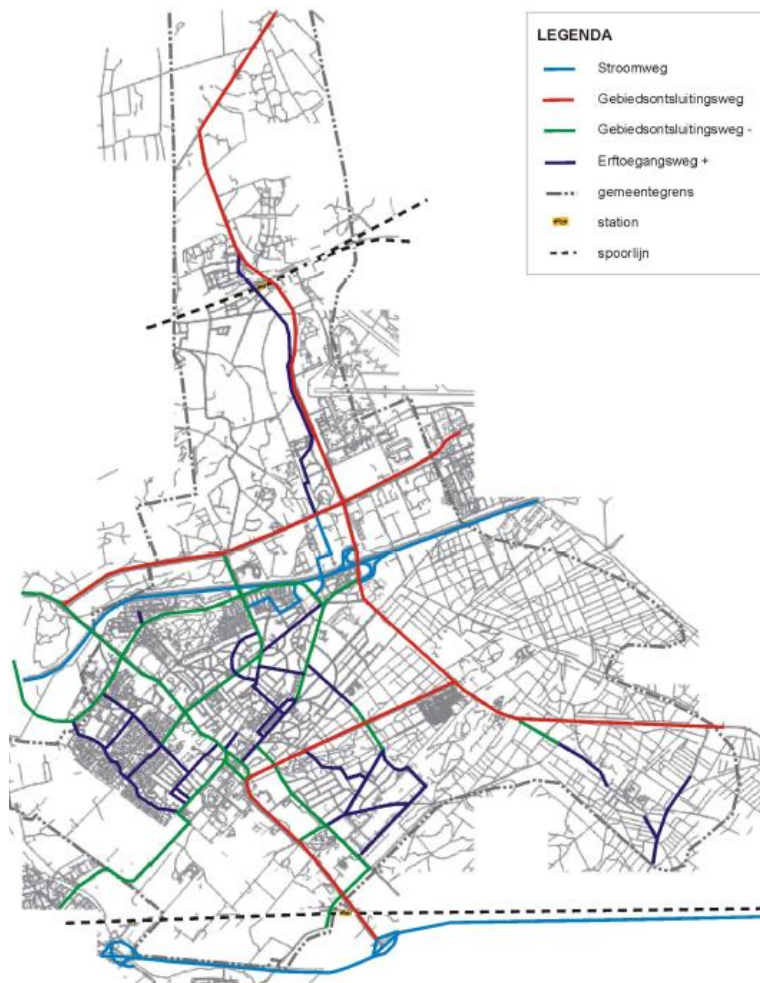 LEGENDA
Stroomweg
Gebiedsontsluitingsweg
Gebiedsontsluitingsweg -
Erftoegangsweg +
gemeentegrens
station
spoorlijn